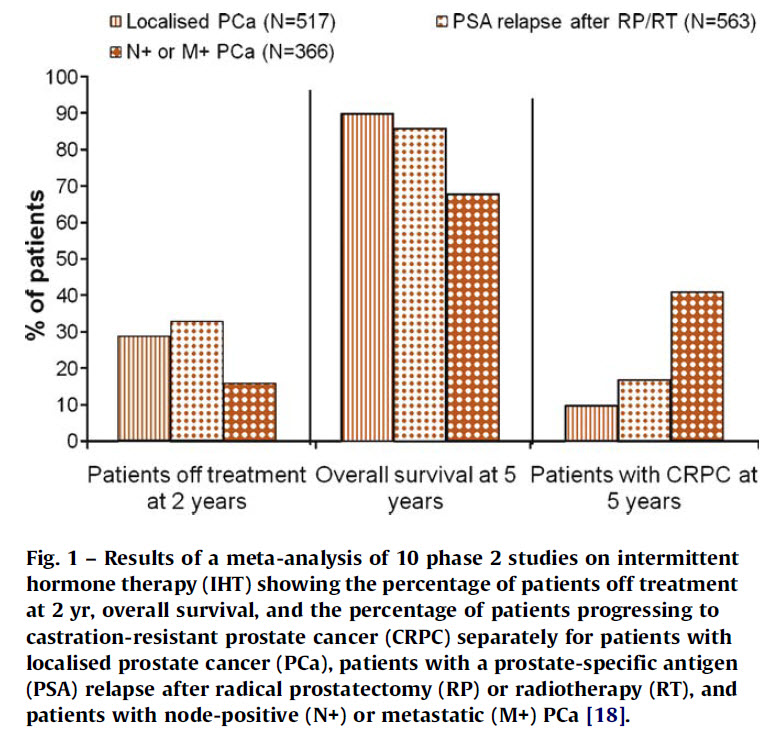 Localised PCa (N=517)
PSA relapse after RP/RT (N=563)
N+ or M+ PCa (N=366)
% of patients
100
90
80
70
60
50
40
30
20
10
0
Patients off treatment
at 2 years
Overall survival at 5
years
Patients with CRPC at
5 years
Fig. 1 – Results of a meta-analysis of 10 phase 2 studies on intermittent
hormone therapy (IHT) showing the percentage of patients off treatment
at 2 yr, overall survival, and the percentage of patients progressing to
castration-resistant prostate cancer (CRPC) separately for patients with
localised prostate cancer (PCa), patients with a prostate-specific antigen
(PSA) relapse after radical prostatectomy (RP) or radiotherapy (RT), and
patients with node-positive (N+) or metastatic (M+) PCa [18].